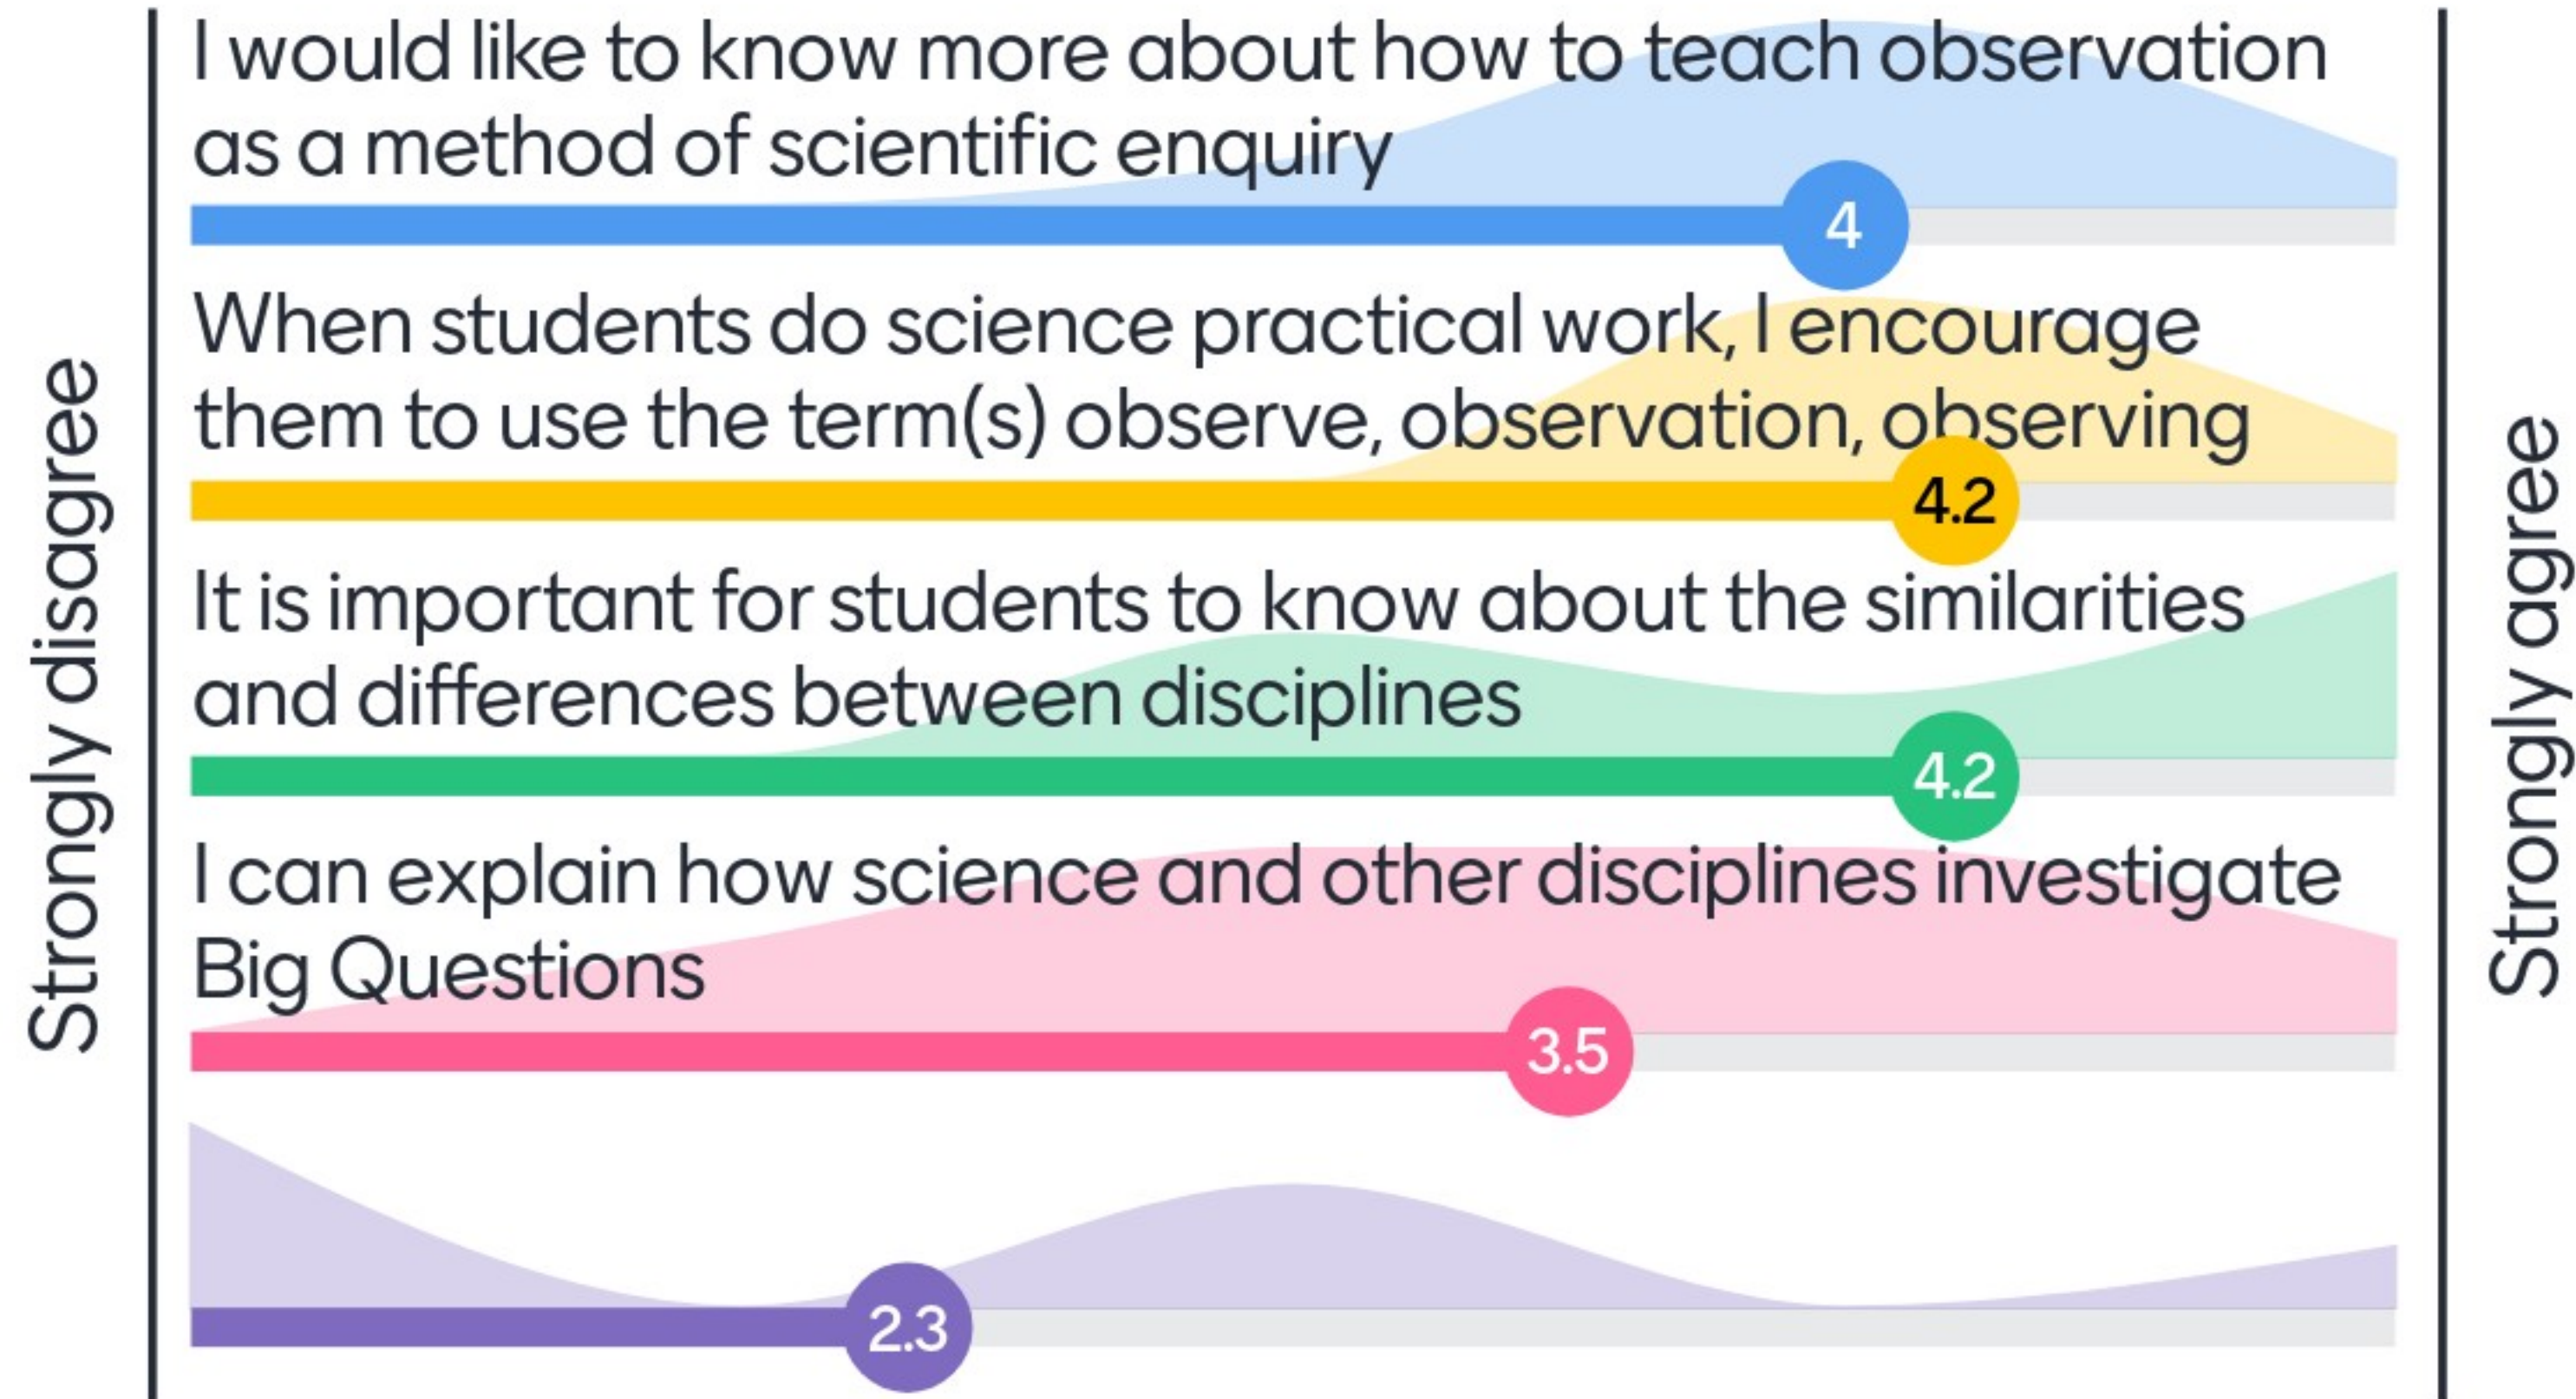 Strongly disagree
I would like to know more about how to teach observation
as a method of scientific enquiry
4
When students do science practical work, I encourage
them to use the term(s) observe, observation, observing
4.2
It is important for students to know about the similarities
and differences between disciplines
4.2
I can explain how science and other disciplines investigate
Big Questions
3.5
2.3
Strongly agree